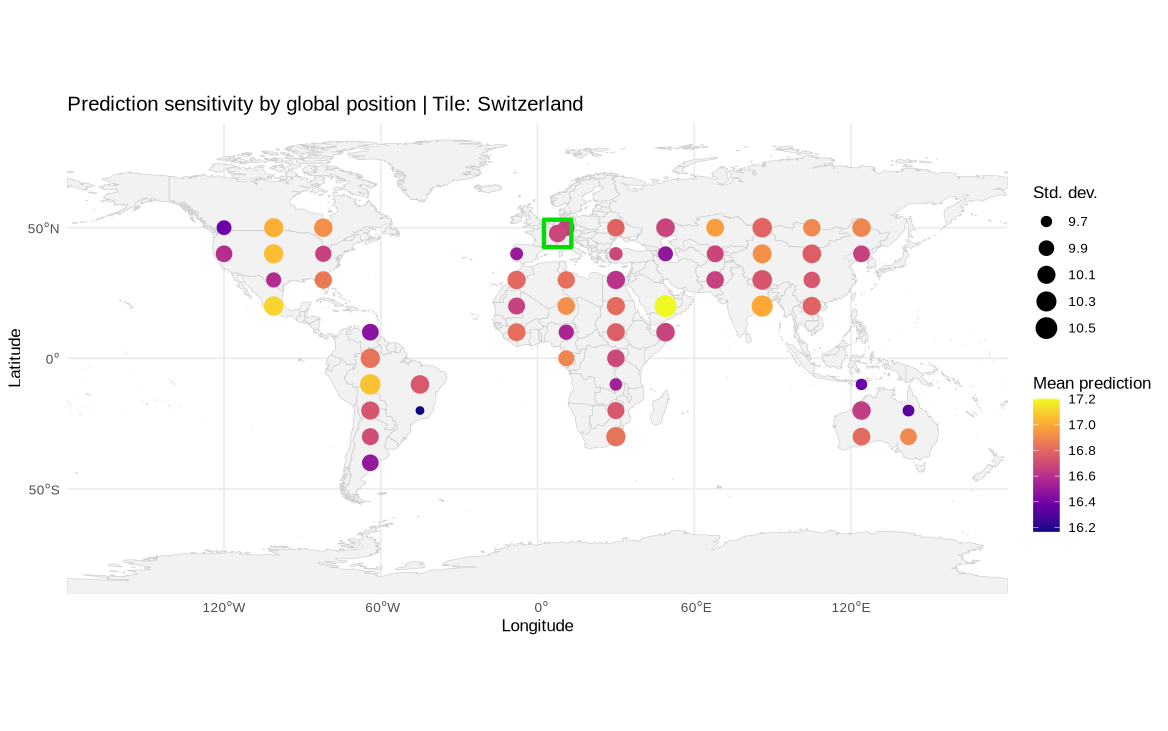 Prediction sensitivity by global position | Tile: Switzerland
Latitude
50°N
0°
50°S
120°W
60°W
0°
60°E
120°E
Longitude
Std. dev.
9.7
9.9
10.1
10.3
10.5
Mean prediction
17.2
17.0
16.8
16.6
16.4
16.2